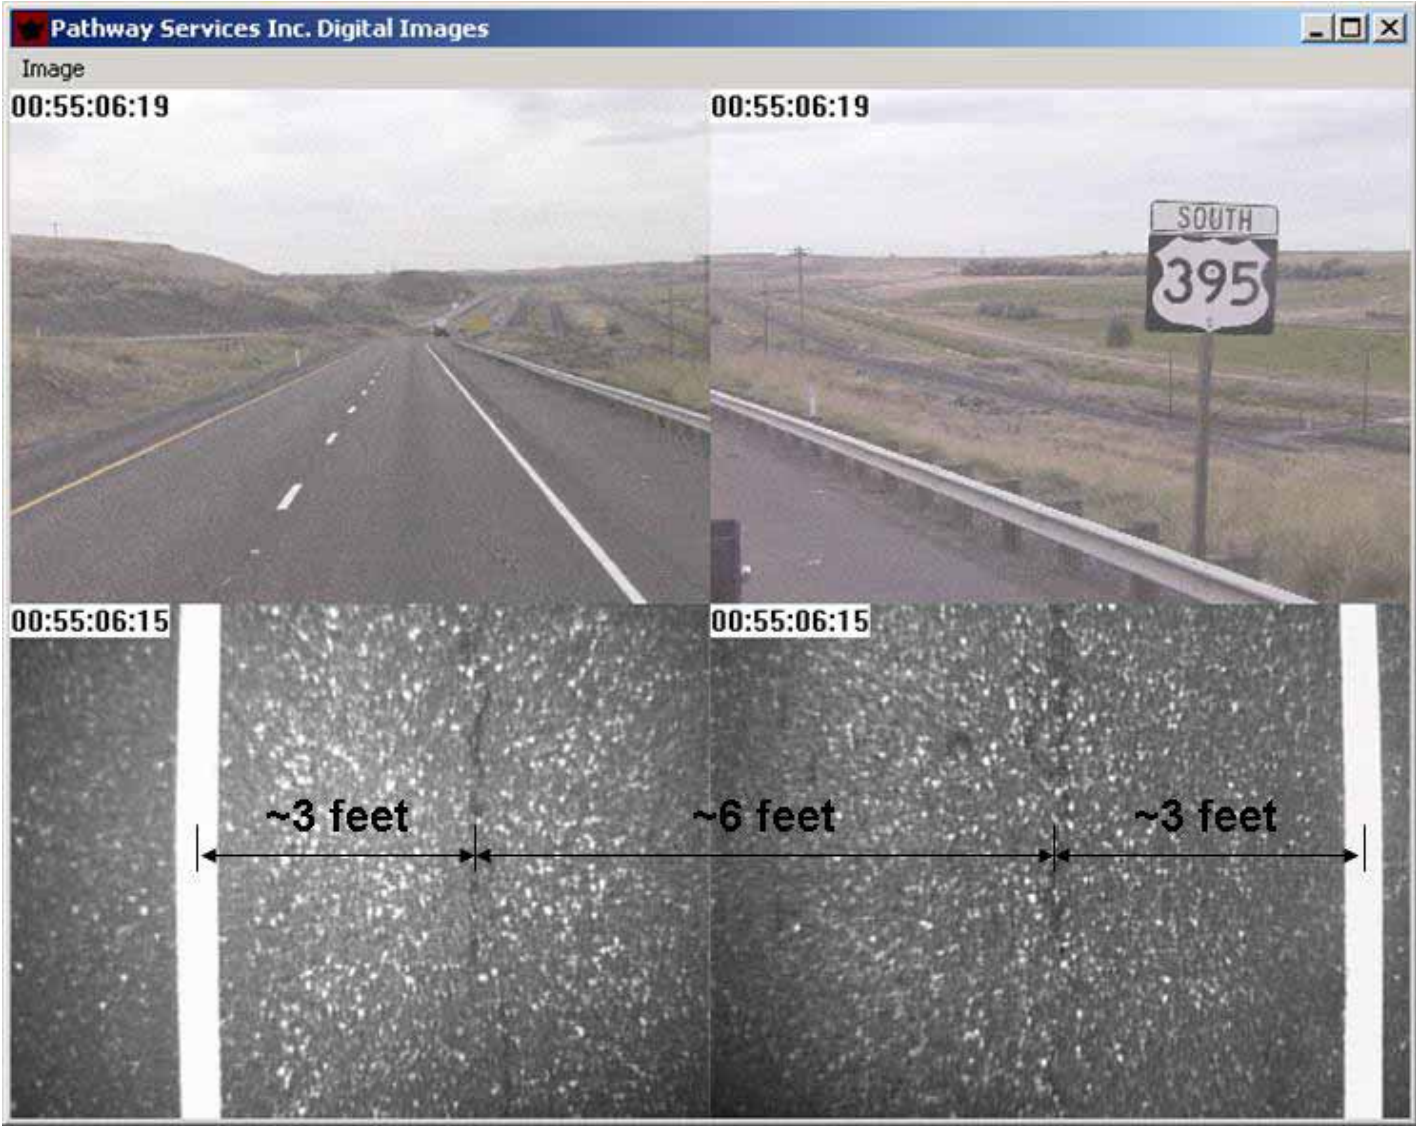 Pathway Services Inc. Digital Images
Image
00:55:06:19
00:55:06:19
SOUTH
395
00:55:06:15
00:55:06:15
~3 feet
~6 feet
~3 feet